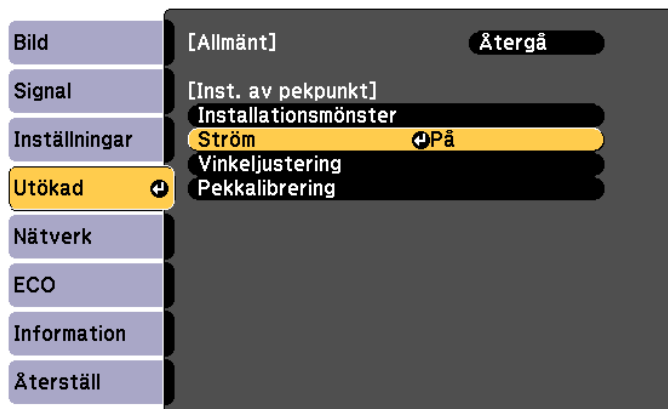 Bild
Signal
Inställningar
Utökad
Nätverk
ECO
Information
Återställ
[Allmänt] Återgå
[Inst. av pekpunkt]
Installationsmönster
Ström På
Vinkeljustering
Pekkalibrering